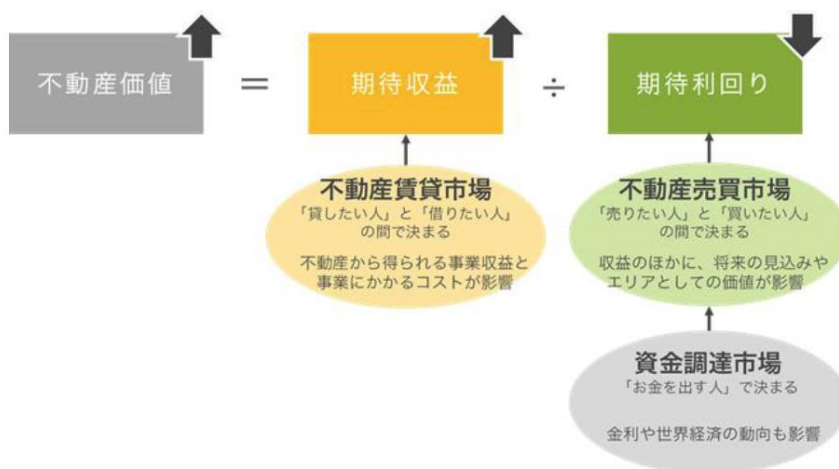 不動産価値 = 期待収益 ÷ 期待利回り
不動産賃貸市場
「貸したい人」と「借りたい人」
の間で決まる
不動産から得られる事業収益と
事業にかかるコストが影響
不動産売買市場
「売りたい人」と「買いたい人」
の間で決まる
収益のほかに、将来の見込みや
エリアとしての価値が影響
資金調達市場
「お金を出す人」で決まる
金利や世界経済の動向も影響